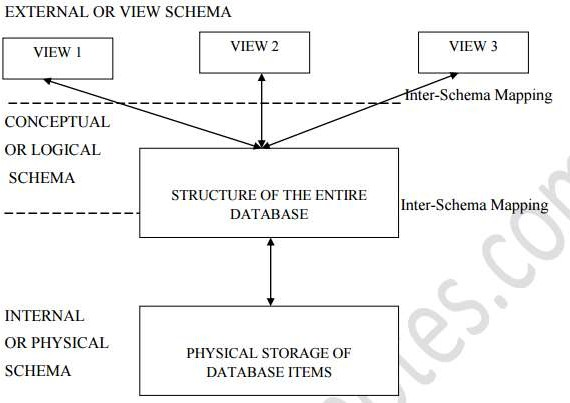 EXTERNAL OR VIEW SCHEMA
VIEW 1
VIEW 2
VIEW 3
Inter-Schema Mapping
CONCEPTUAL
OR LOGICAL
SCHEMA
STRUCTURE OF THE ENTIRE
DATABASE
Inter-Schema Mapping
INTERNAL
OR PHYSICAL
SCHEMA
PHYSICAL STORAGE OF
DATABASE ITEMS